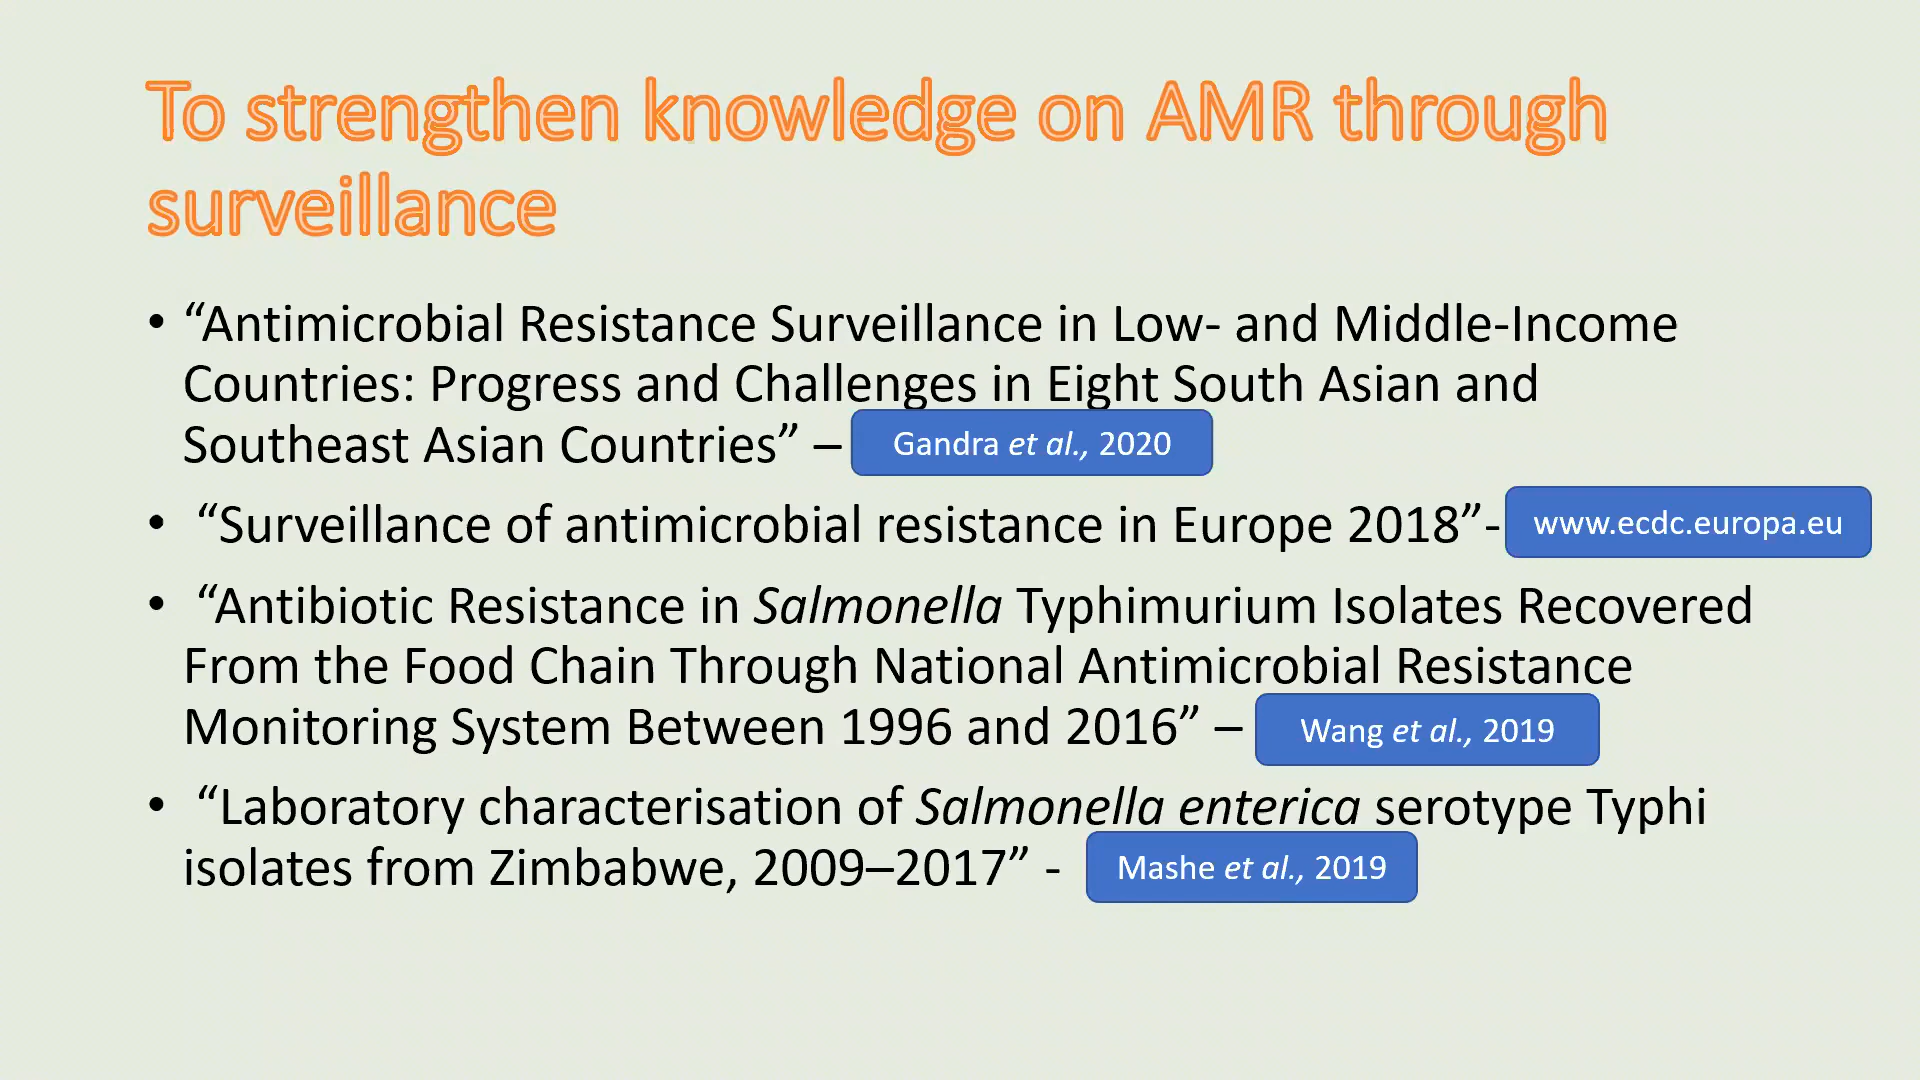 To strengthen knowledge on AMR through
surveillance
• “Antimicrobial Resistance Surveillance in Low- and Middle-Income
Countries: Progress and Challenges in Eight South Asian and
Southeast Asian Countries” – Gandra et al., 2020
• “Surveillance of antimicrobial resistance in Europe 2018”- www.ecdc.europa.eu
• “Antibiotic Resistance in Salmonella Typhimurium Isolates Recovered
From the Food Chain Through National Antimicrobial Resistance
Monitoring System Between 1996 and 2016” – Wang et al., 2019
• “Laboratory characterisation of Salmonella enterica serotype Typhi
isolates from Zimbabwe, 2009–2017” - Mashe et al., 2019